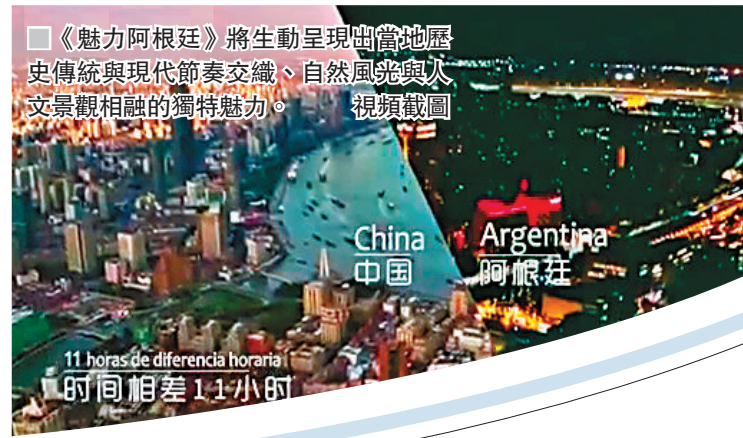 ■《魅力阿根廷》將生動呈現出當地歷
史傳統與現代節奏交織、自然風光與人
文景觀相融的獨特魅力。 視頻截圖
China
中国
Argentina
阿根廷
11 horas de diferencia horaria
时间相差11小时